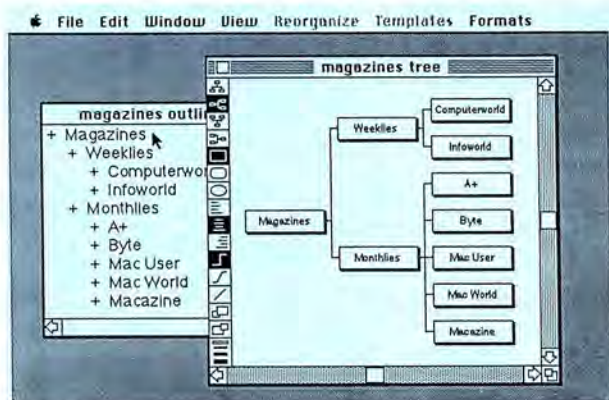 File Edit Window View Reorganize Templates Formats
magazines outli
+ Magazines
+ Weeklies
+ Computerwor
+ Infoworld
+ Monthlies
+ A+
+ Byte
+ Mac User
+ Mac World
+ Macazine
magazines tree
Magazines
Weeklies
Computerworld
Infoworld
Monthlies
A+
Byte
Mac User
Mac World
Macazine